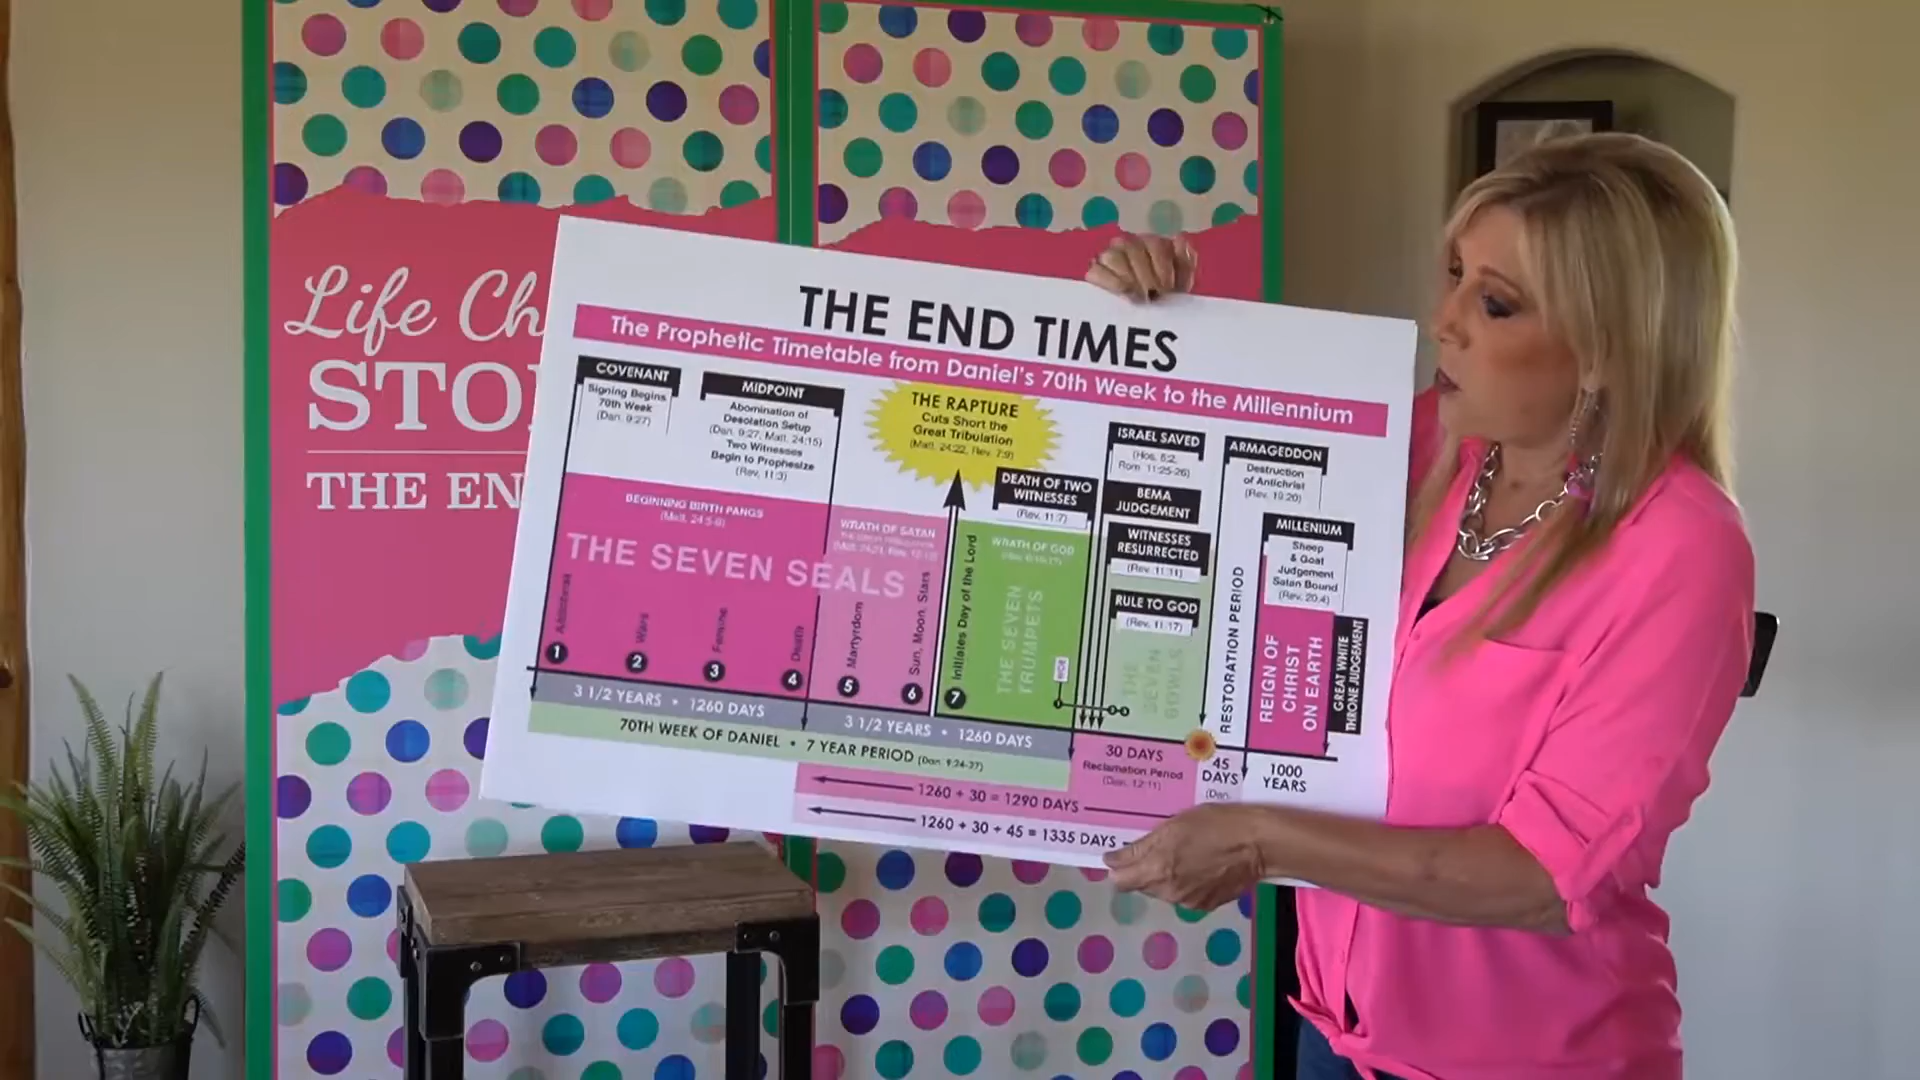 Life Ch
STO
THE EN
THE END TIMES
The Prophetic Timetable from Daniel's 70th Week to the Millennium
COVENANT
Signing Begins
70th Week
(Dan. 9:27)
MIDPOINT
Abomination of
Desolation Setup
(Dan. 9:27, Matt. 24:15)
Two Witnesses
Begin to Prophesize
(Rev. 11:3)
THE RAPTURE
Cuts Short the
Great Tribulation
(Matt. 24:22, Rev. 7:9)
DEATH OF TWO
WITNESSES
(Rev. 11:7)
ISRAEL SAVED
(Hos. 6:2,
Rom. 11:25-26)
BEMA
JUDGEMENT
WITNESSES
RESURRECTED
(Rev. 11:11)
RULE TO GOD
(Rev. 11:17)
ARMAGEDDON
Destruction
of Antichrist
(Rev. 19:20)
MILLENIUM
Sheep
& Goat
Judgement
Satan Bound
(Rev. 20:4)
BEGINNING BIRTH PANGS
(Matt. 24:5-8)
WRATH OF SATAN
WRATH OF GOD
THE SEVEN SEALS
1
2 Wars
3 Famine
4 Death
5 Martyrdom
6 Sun, Moon, Stars
7 Initiates Day of the Lord
THE SEVEN
TRUMPETS
THE
SEVEN
BOWLS
RESTORATION PERIOD
REIGN OF
CHRIST
ON EARTH
GREAT WHITE
THRONE JUDGEMENT
3 1/2 YEARS • 1260 DAYS
3 1/2 YEARS • 1260 DAYS
70TH WEEK OF DANIEL • 7 YEAR PERIOD (Dan. 9:24-27)
30 DAYS
Reclamation Period
(Dan. 12:11)
45
DAYS
(Dan.
1000
YEARS
1260 + 30 = 1290 DAYS
1260 + 30 + 45 = 1335 DAYS